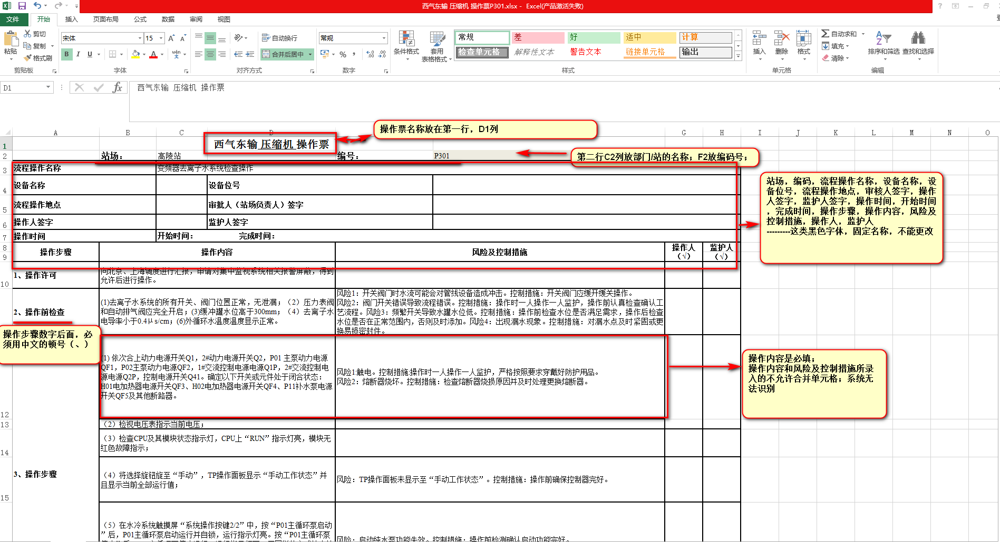 西气东输 压缩机 操作票P301.xlsx - Excel(产品激活失败)
文件 开始 插入 页面布局 公式 数据 审阅 视图
粘贴
剪切
复制
格式刷
剪贴板
宋体 15
B I U
字体
自动换行
合并后居中
对齐方式
常规
数字
条件格式
套用
表格格式
常规 差 好 适中 计算
检查单元格 解释性文本 警告文本 链接单元格 输出
样式
插入 删除 格式
单元格
自动求和
填充
清除
排序和筛选 查找和选择
编辑
D1
fx
西气东输 压缩机 操作票
A B C D G H I J K L M N O
1
西气东输 压缩机 操作票
操作票名称放在第一行，D1列
2
站场： 高陵站 编号： P301
第二行C2列放部门/站的名称；F2放编码号；
3
流程操作名称 变频器去离子水系统检查操作
4
设备名称 设备位号
5
流程操作地点 审批人（站场负责人）签字
6
操作人签字 监护人签字
7
操作时间 开始时间： 完成时间：
8
9
操作步骤 操作内容 风险及控制措施
操作人
（√）
监护人
（√）
站场，编码，流程操作名称，设备名称，设
备位号，流程操作地点，审核人签字，操作
人签字，监护人签字，操作时间，开始时间
，完成时间，操作步骤，操作内容，风险及
控制措施，操作人，监护人
---------这类黑色字体，固定名称，不能更改
10
1、操作许可
向北京、上海调度进行汇报，申请对集中监视系统相关报警屏蔽，得到
允许后进行操作。
2、操作前检查
(1)去离子水系统的所有开关、阀门位置正常，无泄漏；（2）压力表阀
和自动排气阀应完全开启；(3)缓冲罐水位高于300mm；（4）去离子水
电导率小于0.4μs/cm；(6)外循环水温度温度显示正常。
风险1：开关阀门时水流可能会对管线设备造成冲击。控制措施：开关阀门应缓开缓关操作。
风险2：阀门开关错误导致流程错误。控制措施：操作时一人操作一人监护，操作前认真检查确认工
艺流程。风险3：频繁开关导致水罐水位低。控制措施：操作前检查水位是否满足需求，操作后检查
水位是否在正常范围内，否则及时添加。风险4：出现漏水现象。控制措施：对漏水点及时紧固或更
换易损密封件。
操作步骤数字后面，必
须用中文的顿号（、）
12
(1) 依次合上动力电源开关Q1，2#动力电源开关Q2，P01 主泵动力电源
QF1，P02主泵动力电源QF2，1#交流控制电源电源Q1P，2#交流控制电
源电源Q2P，控制电源开关Q41。确定以下开关或元件处于闭合状态：
H01电加热器电源开关QF3、H02电加热器电源开关QF4、P11补水泵电源
开关QF5及其他断路器。
风险1:触电。控制措施:操作时一人操作一人监护，严格按照要求穿戴好防护用品。
风险2：熔断器烧坏。控制措施：检查熔断器烧损原因并及时处理更换熔断器。
操作内容是必填；
操作内容和风险及控制措施所录
入的不允许合并单元格；系统无
法识别
13
（2）检视电压表指示当前电压；
14
（3）检查CPU及其模块状态指示灯，CPU上“RUN”指示灯亮，模块无
红色故障指示；
3、操作步骤
15
（4）将选择旋钮旋至“手动”，TP操作面板显示“手动工作状态”并
且显示当前全部运行值；
风险：TP操作面板未显示至“手动工作状态”。控制措施：操作前确保控制器完好。
（5）在水冷系统触摸屏“系统操作按键2/2”中，按“P01主循环泵启动
”后，P01主循环泵启动运行并自锁，运行指示灯亮。按“P01主循环泵
风险：启动纯水泵功能失效。控制措施：操作前检测确认启动功能完好。